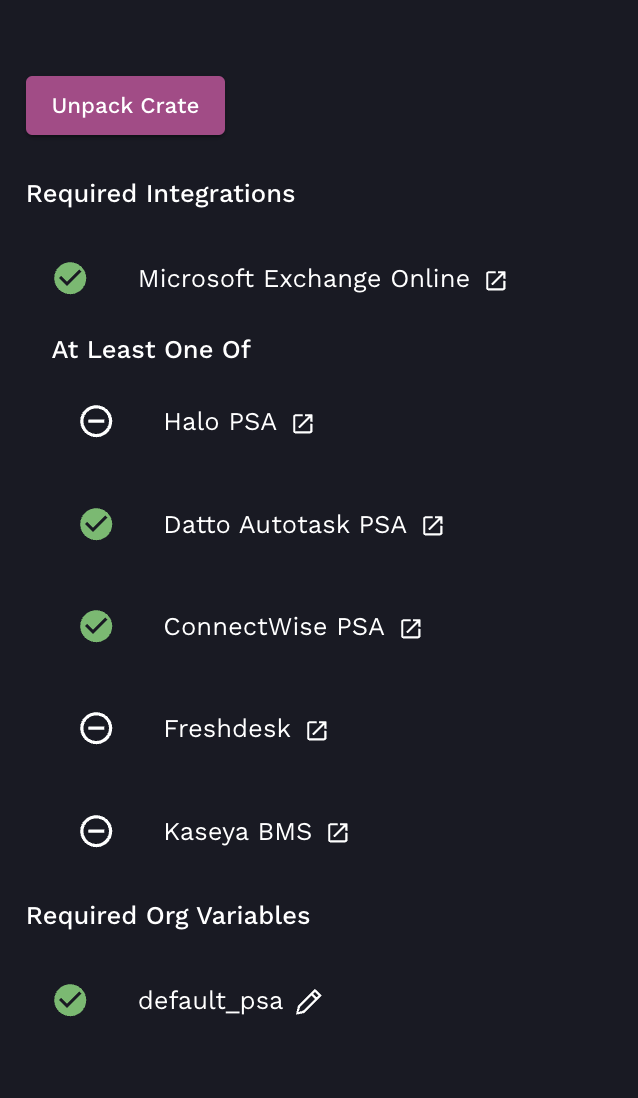 Unpack Crate
Required Integrations
Microsoft Exchange Online
At Least One Of
Halo PSA
Datto Autotask PSA
ConnectWise PSA
Freshdesk
Kaseya BMS
Required Org Variables
default_psa